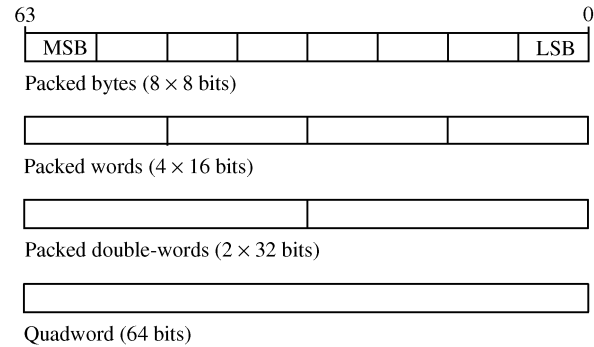 63 0
MSB LSB
Packed bytes (8 × 8 bits)
Packed words (4 × 16 bits)
Packed double-words (2 × 32 bits)
Quadword (64 bits)